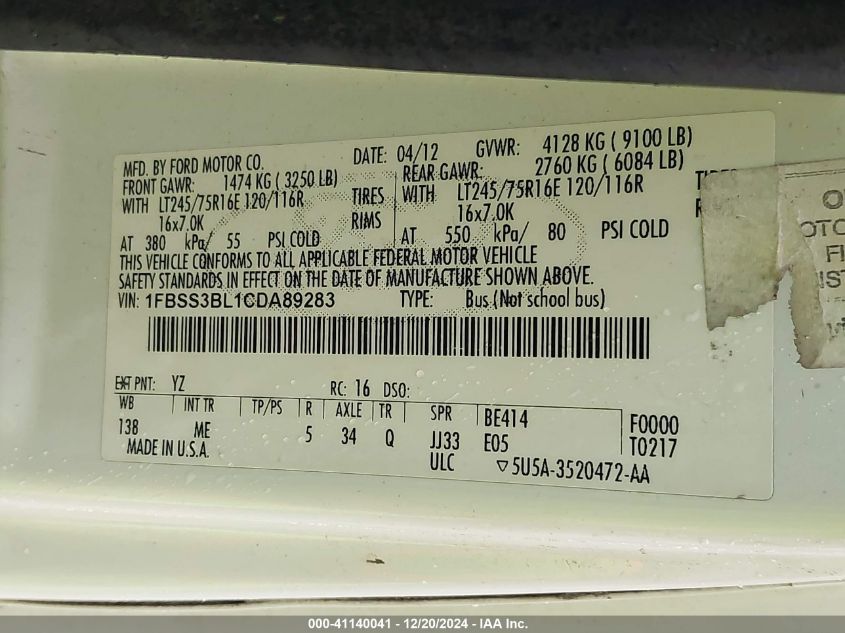 MFD. BY FORD MOTOR CO. DATE: 04/12 GVWR: 4128 KG ( 9100 LB)
FRONT GAWR: 1474 KG ( 3250 LB) REAR GAWR: 2760 KG ( 6084 LB)
WITH LT245/75R16E 120/116R TIRES WITH LT245/75R16E 120/116R
16x7.0K RIMS 16x7.0K
AT 380 kPa/ 55 PSI COLD AT 550 kPa/ 80 PSI COLD
THIS VEHICLE CONFORMS TO ALL APPLICABLE FEDERAL MOTOR VEHICLE
SAFETY STANDARDS IN EFFECT ON THE DATE OF MANUFACTURE SHOWN ABOVE.
VIN: 1FBSS3BL1CDA89283 TYPE: Bus (Not school bus)
EXT PNT: YZ RC: 16 DSO:
WB INT TR TP/PS R AXLE TR SPR BE414 F0000
138 ME 5 34 Q JJ33 E05 T0217
MADE IN U.S.A. ULC ▽5U5A-3520472-AA
000-41140041 - 12/20/2024 - IAA Inc.